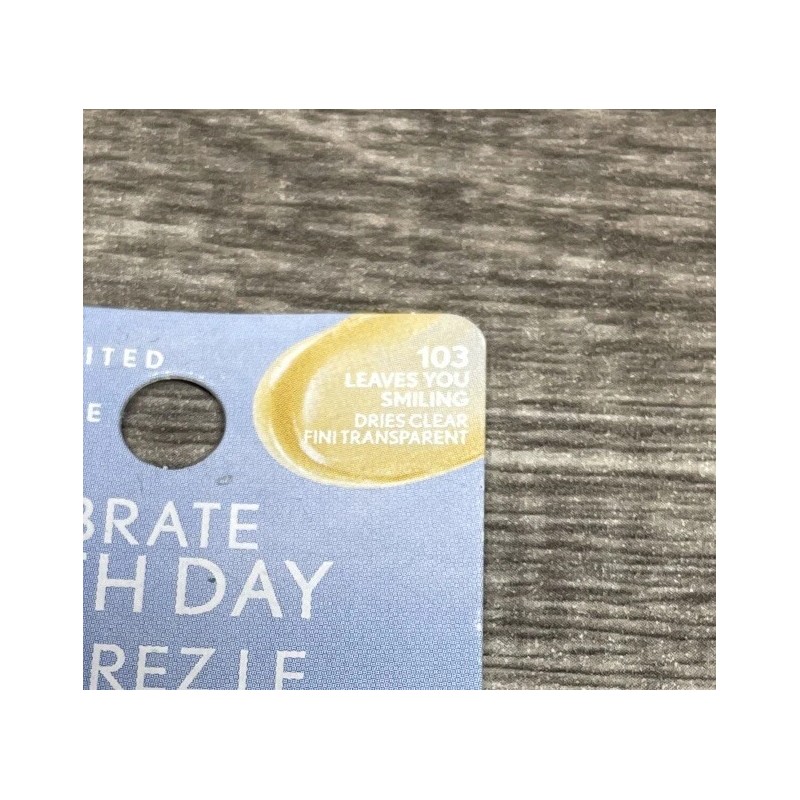 ITED
E
103
LEAVES YOU
SMILING
DRIES CLEAR
FINI TRANSPARENT
BRATE
H DAY
REZ LE